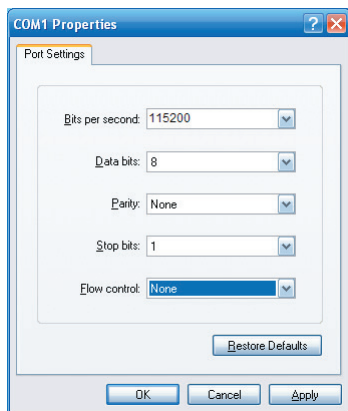 COM1 Properties
Port Settings
Bits per second: 115200
Data bits: 8
Parity: None
Stop bits: 1
Flow control: None
Restore Defaults
OK Cancel Apply